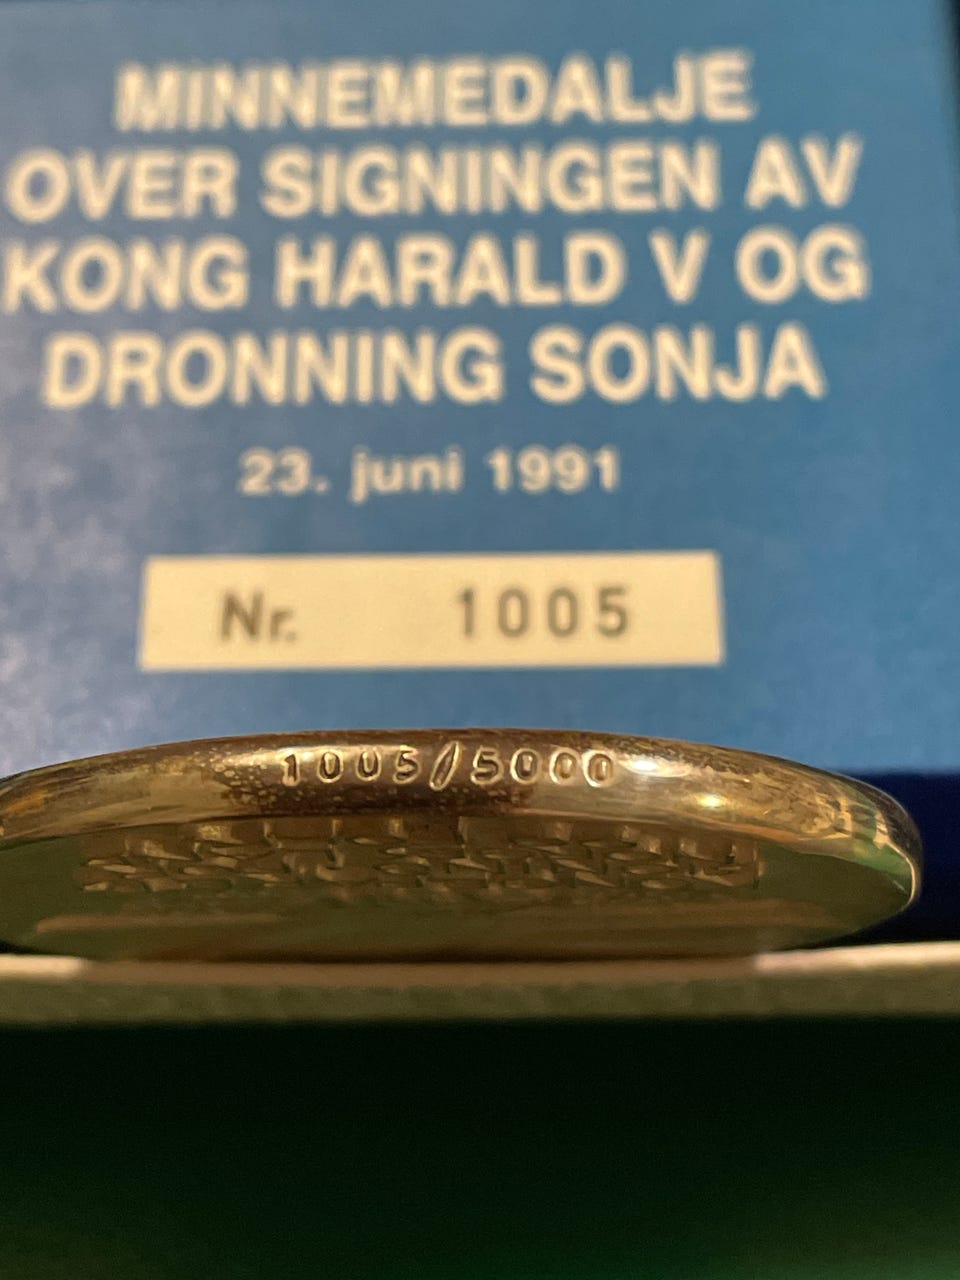 MINNEMEDALJE
OVER SIGNINGEN AV
KONG HARALD V OG
DRONNING SONJA
23. juni 1991
Nr. 1005
1005/5000